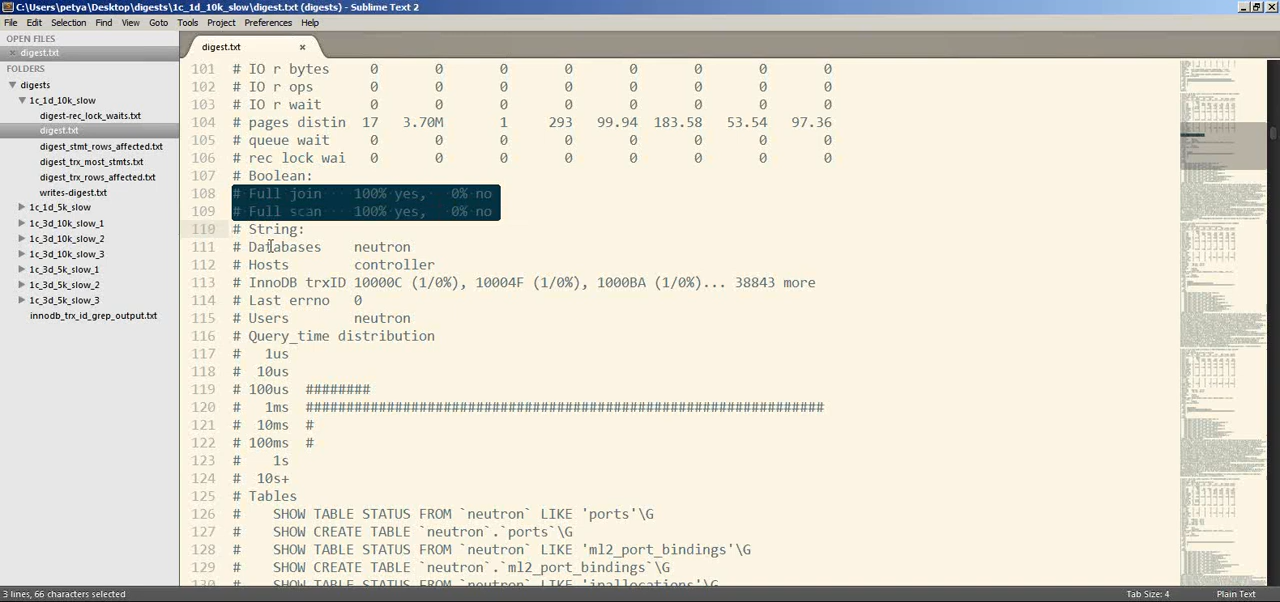 C:\Users\petya\Desktop\digests\1c_1d_10k_slow\digest.txt (digests) - Sublime Text 2
File Edit Selection Find View Goto Tools Project Preferences Help
OPEN FILES
digest.txt
FOLDERS
digests
1c_1d_10k_slow
digest-rec_lock_waits.txt
digest.txt
digest_stmt_rows_affected.txt
digest_trx_most_stmts.txt
digest_trx_rows_affected.txt
writes-digest.txt
1c_1d_5k_slow
1c_3d_10k_slow_1
1c_3d_10k_slow_2
1c_3d_10k_slow_3
1c_3d_5k_slow_1
1c_3d_5k_slow_2
1c_3d_5k_slow_3
innodb_trx_id_grep_output.txt
digest.txt
101 # IO r bytes 0 0 0 0 0 0 0 0
102 # IO r ops 0 0 0 0 0 0 0 0
103 # IO r wait 0 0 0 0 0 0 0 0
104 # pages distin 17 3.70M 1 293 99.94 183.58 53.54 97.36
105 # queue wait 0 0 0 0 0 0 0 0
106 # rec lock wai 0 0 0 0 0 0 0 0
107 # Boolean:
108 # Full join 100% yes, 0% no
109 # Full scan 100% yes, 0% no
110 # String:
111 # Databases neutron
112 # Hosts controller
113 # InnoDB trxID 10000C (1/0%), 10004F (1/0%), 1000BA (1/0%)... 38843 more
114 # Last errno 0
115 # Users neutron
116 # Query_time distribution
117 # 1us
118 # 10us
119 # 100us ########
120 # 1ms ################################################################
121 # 10ms #
122 # 100ms #
123 # 1s
124 # 10s+
125 # Tables
126 # SHOW TABLE STATUS FROM `neutron` LIKE 'ports'\G
127 # SHOW CREATE TABLE `neutron`.`ports`\G
128 # SHOW TABLE STATUS FROM `neutron` LIKE 'ml2_port_bindings'\G
129 # SHOW CREATE TABLE `neutron`.`ml2_port_bindings`\G
130 # SHOW TABLE STATUS FROM `neutron` LIKE 'ipallocations'\G
3 lines, 66 characters selected
Tab Size: 4
Plain Text